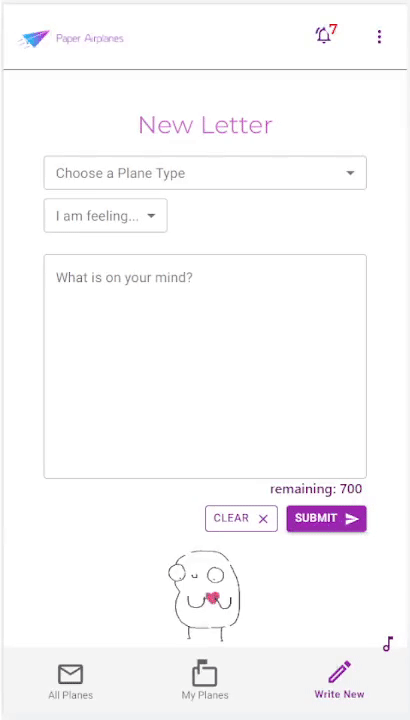 Paper Airplanes
7
New Letter
Choose a Plane Type
I am feeling...
What is on your mind?
remaining: 700
CLEAR
SUBMIT
All Planes
My Planes
Write New